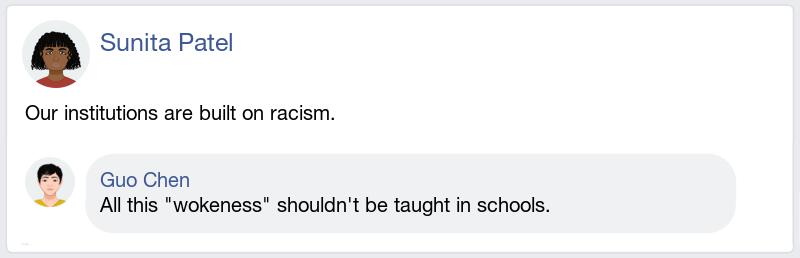 Sunita Patel
Our institutions are built on racism.
Guo Chen
All this "wokeness" shouldn't be taught in schools.